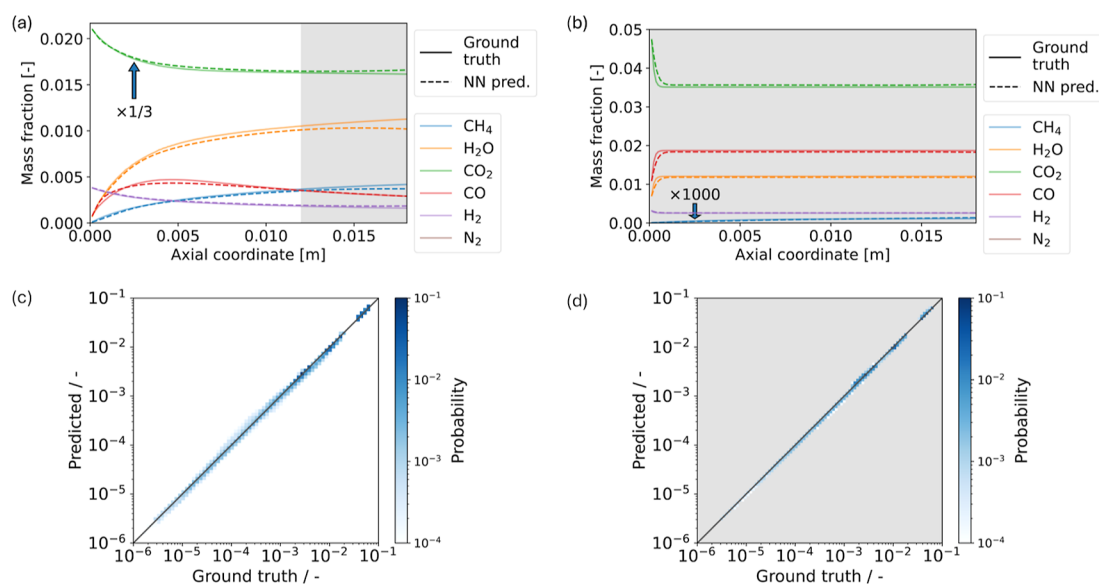 (a)
Mass fraction [-]
0.020
0.015
0.010
0.005
0.000
×1/3
0.000 0.005 0.010 0.015
Axial coordinate [m]
Ground
truth
NN pred.
CH₄
H₂O
CO₂
CO
H₂
N₂
(b)
Mass fraction [-]
0.05
0.04
0.03
0.02
0.01
0.00
×1000
0.000 0.005 0.010 0.015
Axial coordinate [m]
Ground
truth
NN pred.
CH₄
H₂O
CO₂
CO
H₂
N₂
(c)
Predicted / -
10⁻¹
10⁻²
10⁻³
10⁻⁴
10⁻⁵
10⁻⁶
10⁻⁶ 10⁻⁵ 10⁻⁴ 10⁻³ 10⁻² 10⁻¹
Ground truth / -
10⁻¹
10⁻²
10⁻³
10⁻⁴
Probability
(d)
Predicted / -
10⁻¹
10⁻²
10⁻³
10⁻⁴
10⁻⁵
10⁻⁶
10⁻⁶ 10⁻⁵ 10⁻⁴ 10⁻³ 10⁻² 10⁻¹
Ground truth / -
10⁻¹
10⁻²
10⁻³
10⁻⁴
Probability